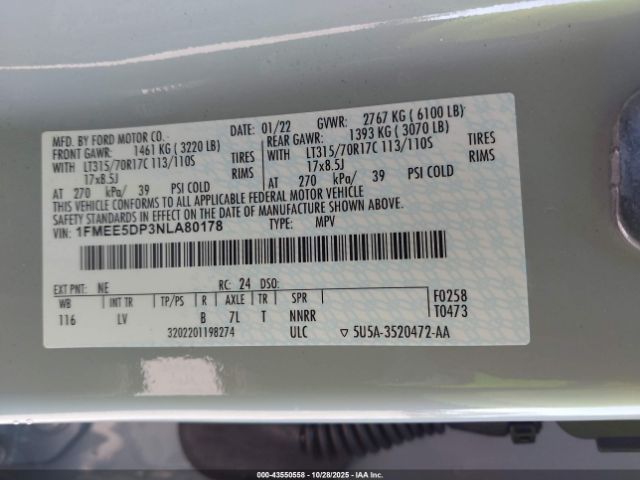 MFD. BY FORD MOTOR CO.
DATE: 01/22 GVWR: 2767 KG ( 6100 LB)
FRONT GAWR: 1461 KG ( 3220 LB) REAR GAWR: 1393 KG ( 3070 LB)
WITH LT315/70R17C 113/110S TIRES WITH LT315/70R17C 113/110S TIRES
17x8.5J RIMS 17x8.5J RIMS
AT 270 kPa/ 39 PSI COLD AT 270 kPa/ 39 PSI COLD
THIS VEHICLE CONFORMS TO ALL APPLICABLE FEDERAL MOTOR VEHICLE
SAFETY STANDARDS IN EFFECT ON THE DATE OF MANUFACTURE SHOWN ABOVE.
VIN: 1FMEE5DP3NLA80178 TYPE: MPV
EXT PNT: NE RC: 24 DSO:
WB INT TR TP/PS R AXLE TR SPR F0258
116 LV B 7L T NNRR T0473
3202201198274 ULC ▽ 5U5A-3520472-AA
000-43550558 | 10/28/2025 | IAA Inc.